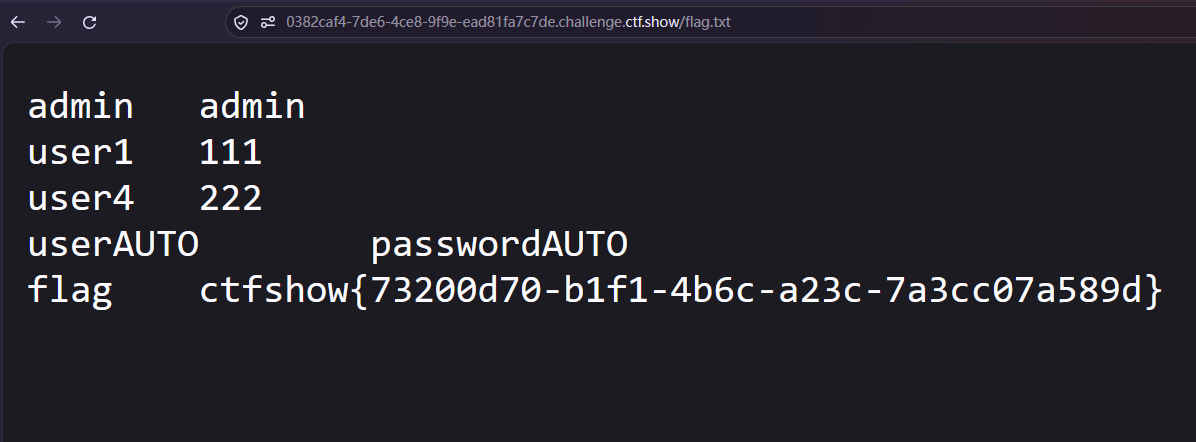 0382caf4-7de6-4ce8-9f9e-ead81fa7c7de.challenge.ctf.show/flag.txt
admin admin
user1 111
user4 222
userAUTO passwordAUTO
flag ctfshow{73200d70-b1f1-4b6c-a23c-7a3cc07a589d}